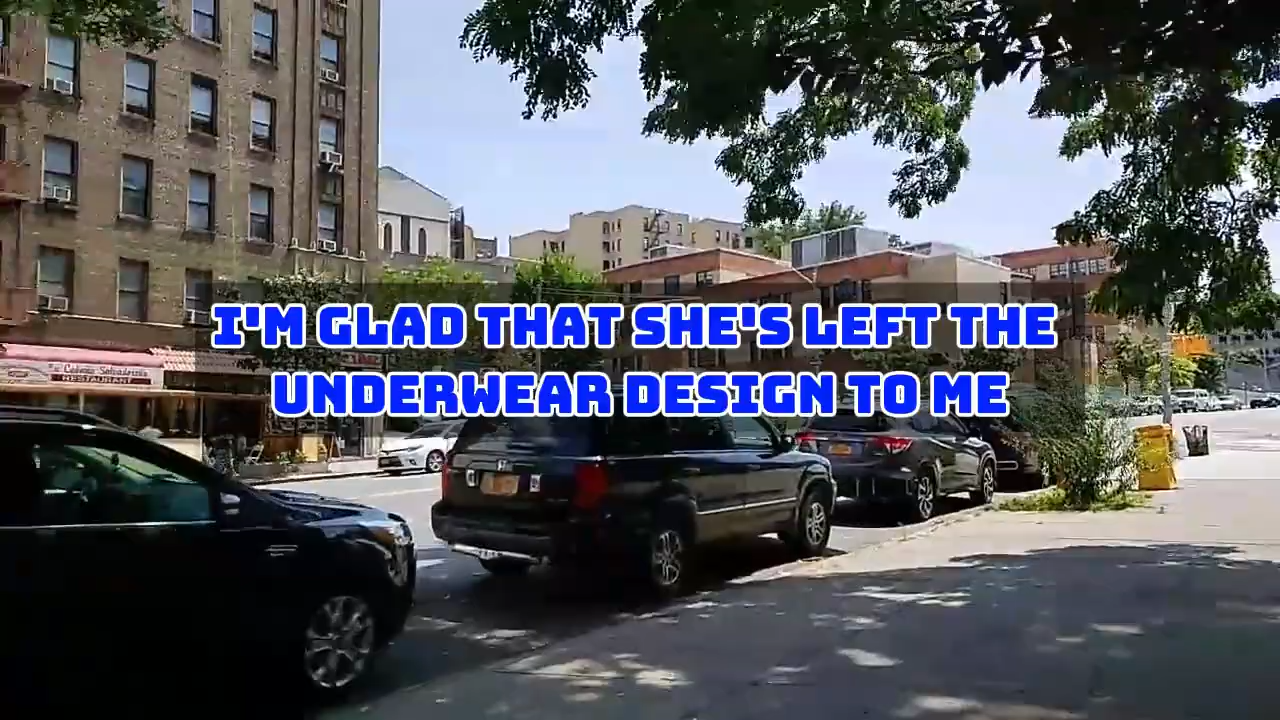 I'M GLAD THAT SHE'S LEFT THE
UNDERWEAR DESIGN TO ME
RESTAURANT